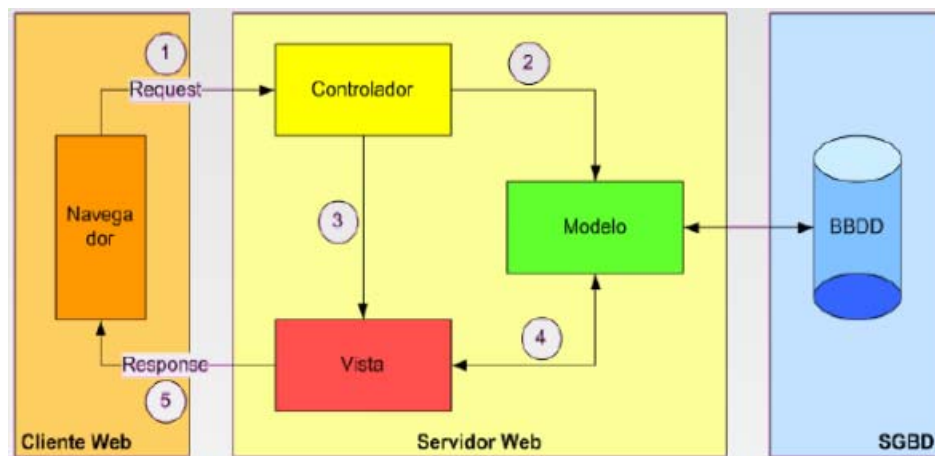 1
Request
Controlador
2
Navega
dor
3
Modelo
BBDD
Response
Vista
4
5
Cliente Web
Servidor Web
SGBD